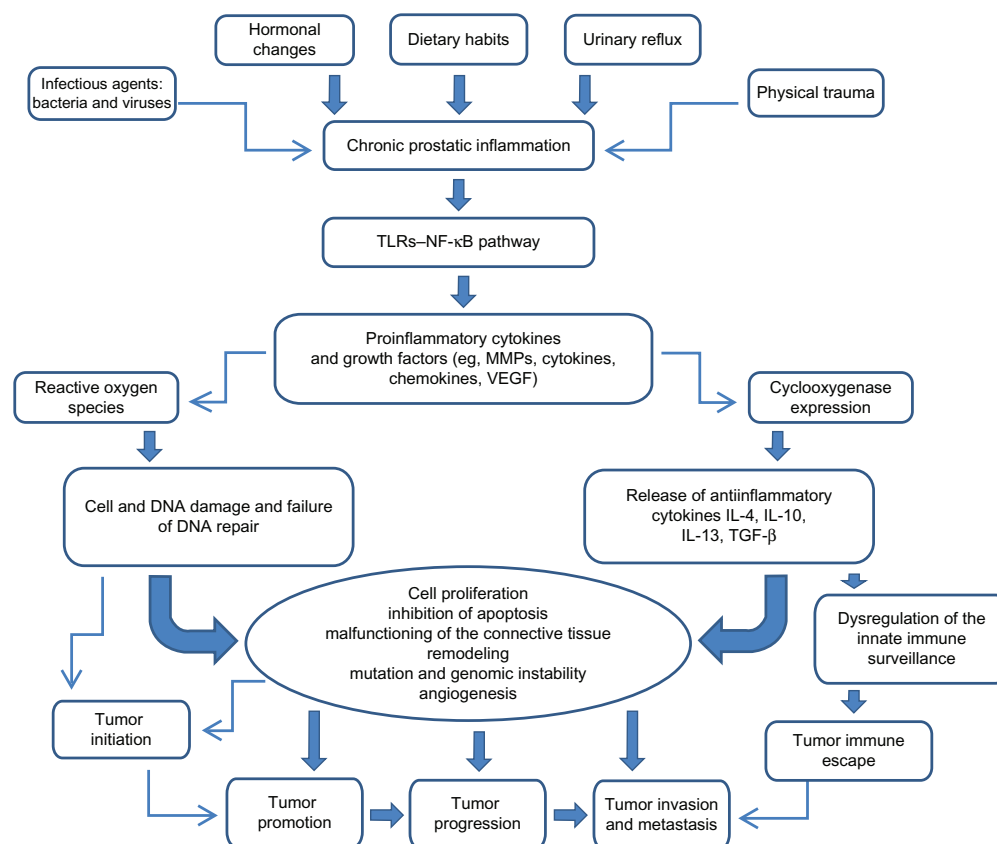 Hormonal
changes
Dietary habits
Urinary reflux
Infectious agents:
bacteria and viruses
Physical trauma
Chronic prostatic inflammation
TLRs–NF-κB pathway
Proinflammatory cytokines
and growth factors (eg, MMPs, cytokines,
chemokines, VEGF)
Reactive oxygen
species
Cyclooxygenase
expression
Cell and DNA damage and failure
of DNA repair
Release of antiinflammatory
cytokines IL-4, IL-10,
IL-13, TGF-β
Cell proliferation
inhibition of apoptosis
malfunctioning of the connective tissue
remodeling
mutation and genomic instability
angiogenesis
Dysregulation of the
innate immune
surveillance
Tumor
initiation
Tumor immune
escape
Tumor
promotion
Tumor
progression
Tumor invasion
and metastasis